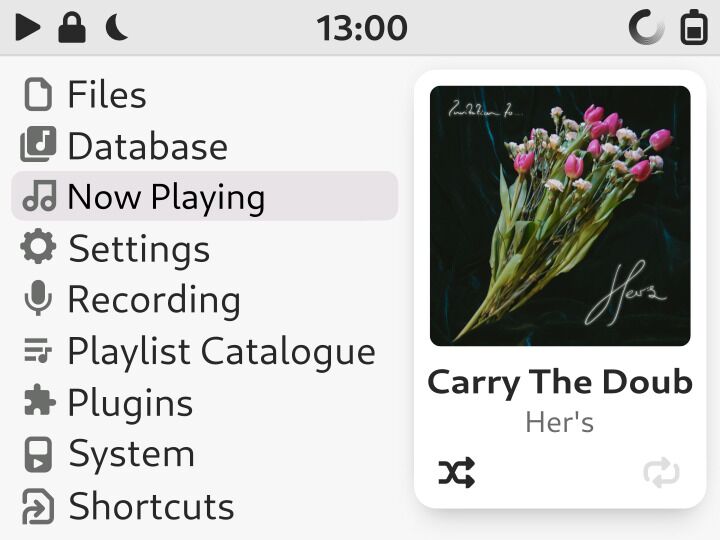 13:00
Files
Database
Now Playing
Settings
Recording
Playlist Catalogue
Plugins
System
Shortcuts
Invitation to...
Her's
Carry The Doub
Her's